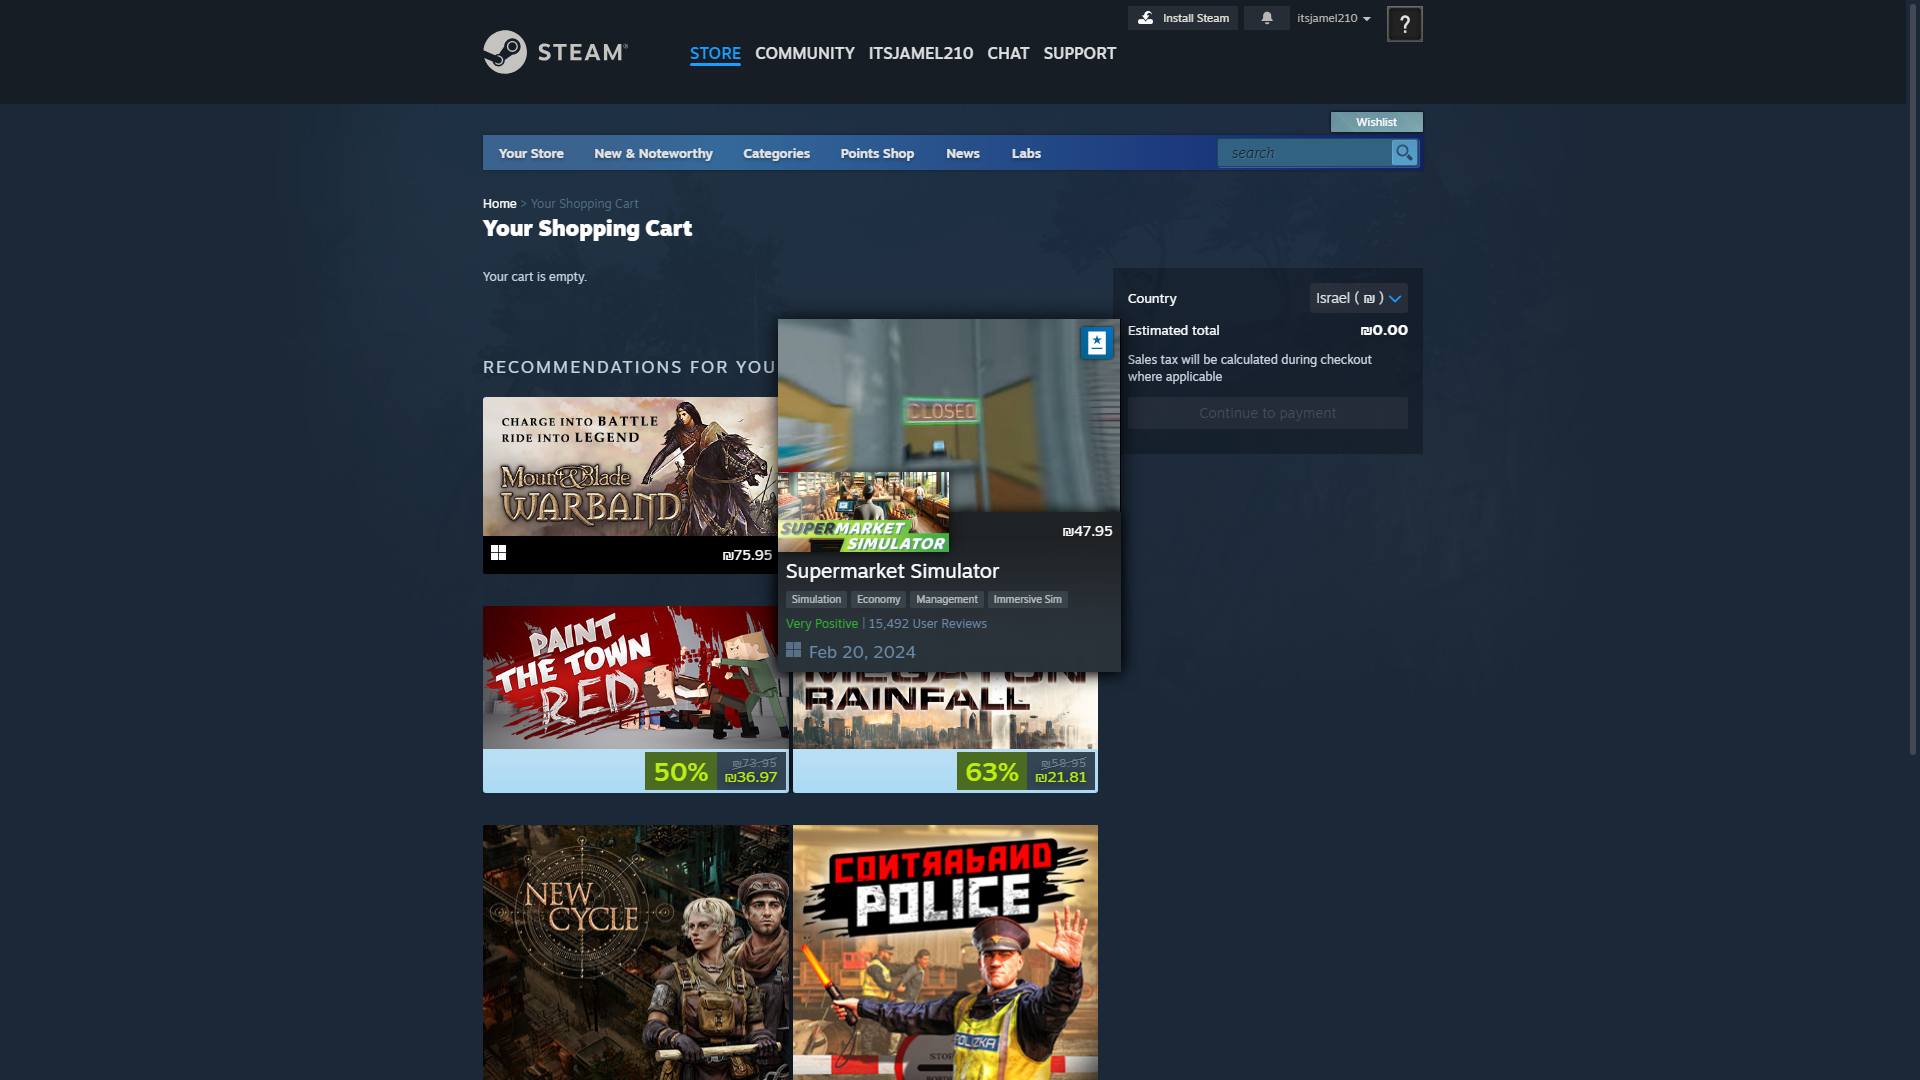 Install Steam
itsjamel210
?
STEAM
STORE
COMMUNITY
ITSJAMEL210
CHAT
SUPPORT
Wishlist
Your Store
New & Noteworthy
Categories
Points Shop
News
Labs
search
Home > Your Shopping Cart
Your Shopping Cart
Your cart is empty.
Country
Israel ( ₪ )
Estimated total
₪0.00
Sales tax will be calculated during checkout
where applicable
Continue to payment
RECOMMENDATIONS FOR YOU
CHARGE INTO BATTLE
RIDE INTO LEGEND
Mount&Blade
WARBAND
₪75.95
CLOSED
SUPERMARKET
SIMULATOR
₪47.95
Supermarket Simulator
Simulation
Economy
Management
Immersive Sim
Very Positive | 15,492 User Reviews
Feb 20, 2024
PAINT
THE TOWN
RED
50%
₪73.95
₪36.97
MEGATON
RAINFALL
63%
₪58.95
₪21.81
NEW
CYCLE
CONTRABAND
POLICE
POLIZKA
STOP